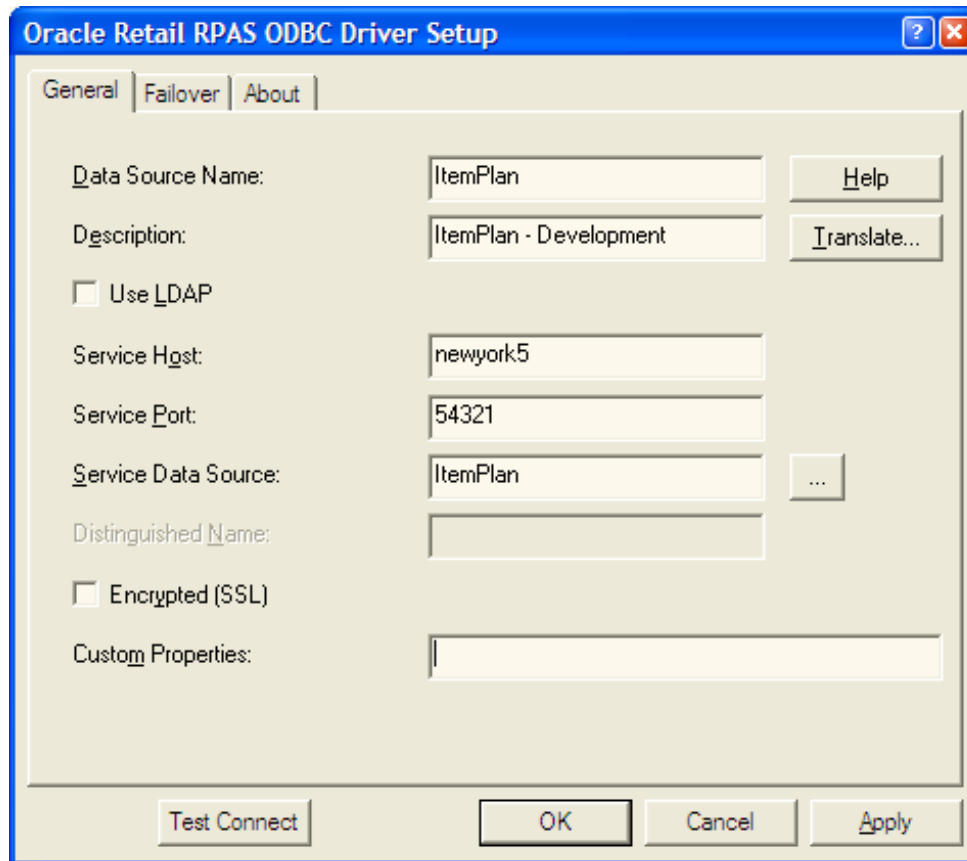 Oracle Retail RPAS ODBC Driver Setup
General Failover About
Data Source Name: ItemPlan Help
Description: ItemPlan - Development Translate...
Use LDAP
Service Host: newyork5
Service Port: 54321
Service Data Source: ItemPlan ...
Distinguished Name:
Encrypted (SSL)
Custom Properties:
Test Connect OK Cancel Apply